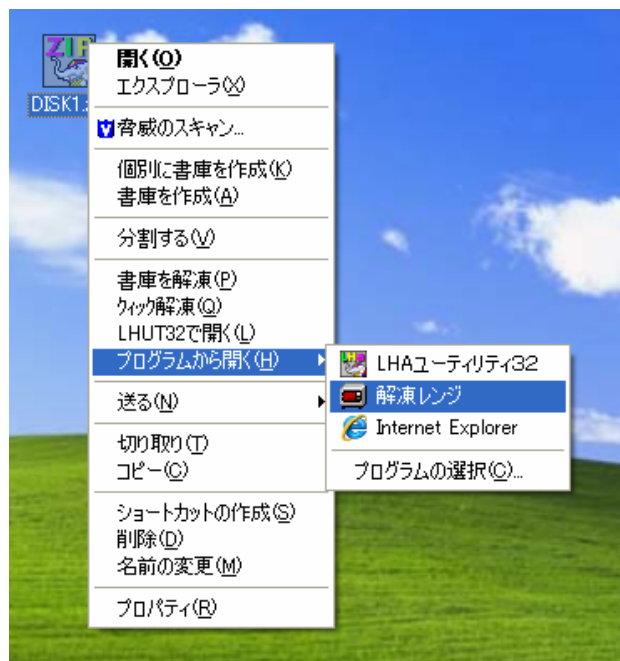 ZIP
DISK1.
開く(O)
エクスプローラ(X)
脅威のスキャン...
個別に書庫を作成(K)
書庫を作成(A)
分割する(V)
書庫を解凍(P)
クィック解凍(Q)
LHUT32で開く(L)
プログラムから開く(H)
送る(N)
切り取り(T)
コピー(C)
ショートカットの作成(S)
削除(D)
名前の変更(M)
プロパティ(R)
LHAユーティリティ32
解凍レンジ
Internet Explorer
プログラムの選択(C)...